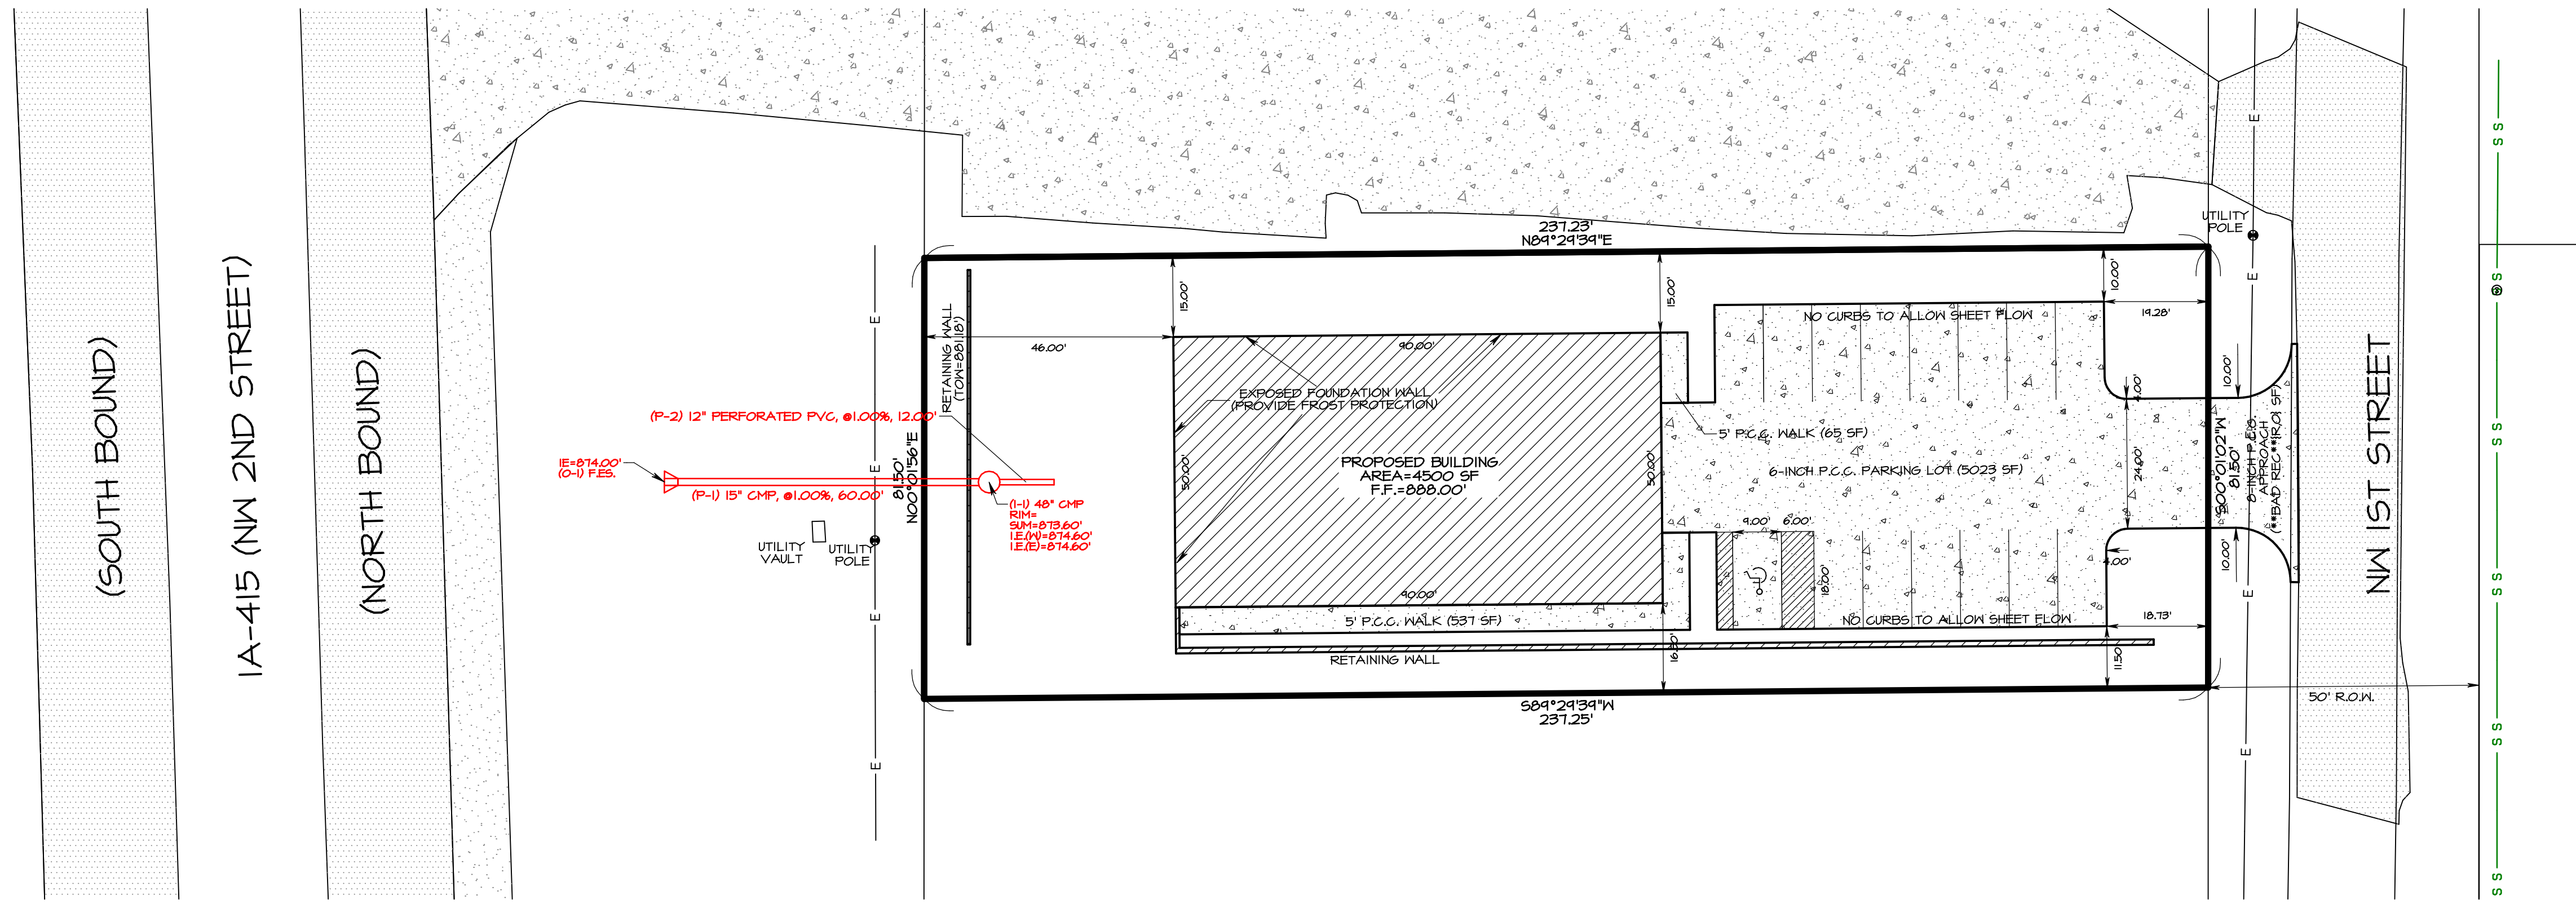 (SOUTH BOUND)
IA-415 (NW 2ND STREET)
(NORTH BOUND)
237.23'
N89°29'39"E
UTILITY
POLE
E
E
S S
S
15.00'
15.00'
10.00'
19.28'
E
RETAINING WALL
(TOW=881.18')
46.00'
90.00'
NO CURBS TO ALLOW SHEET FLOW
10.00'
4.00'
EXPOSED FOUNDATION WALL
(PROVIDE FROST PROTECTION)
(P-2) 12" PERFORATED PVC, @1.00%, 12.00'
5' P.C.C. WALK (65 SF)
S S
IE=874.00'
(O-1) F.E.S.
E
(P-1) 15" CMP, @1.00%, 60.00'
81.50'
N00°01'56"E
50.00'
PROPOSED BUILDING
AREA=4500 SF
F.F.=888.00'
50.00'
6-INCH P.C.C. PARKING LOT (5023 SF)
24.00'
S00°01'02"W
81.50'
8-INCH P.C.C.
APPROACH
NW 1ST STREET
(I-1) 48" CMP
RIM=
SUM=873.60'
I.E.(W)=874.60'
I.E.(E)=874.60'
9.00'
6.00'
UTILITY
VAULT
UTILITY
POLE
18.00'
4.00'
10.00'
S S
E
E
90.00'
5' P.C.C. WALK (537 SF)
NO CURBS TO ALLOW SHEET FLOW
18.73'
RETAINING WALL
16.50'
11.50'
50' R.O.W.
S89°29'39"W
237.25'
S S
E
E
S S